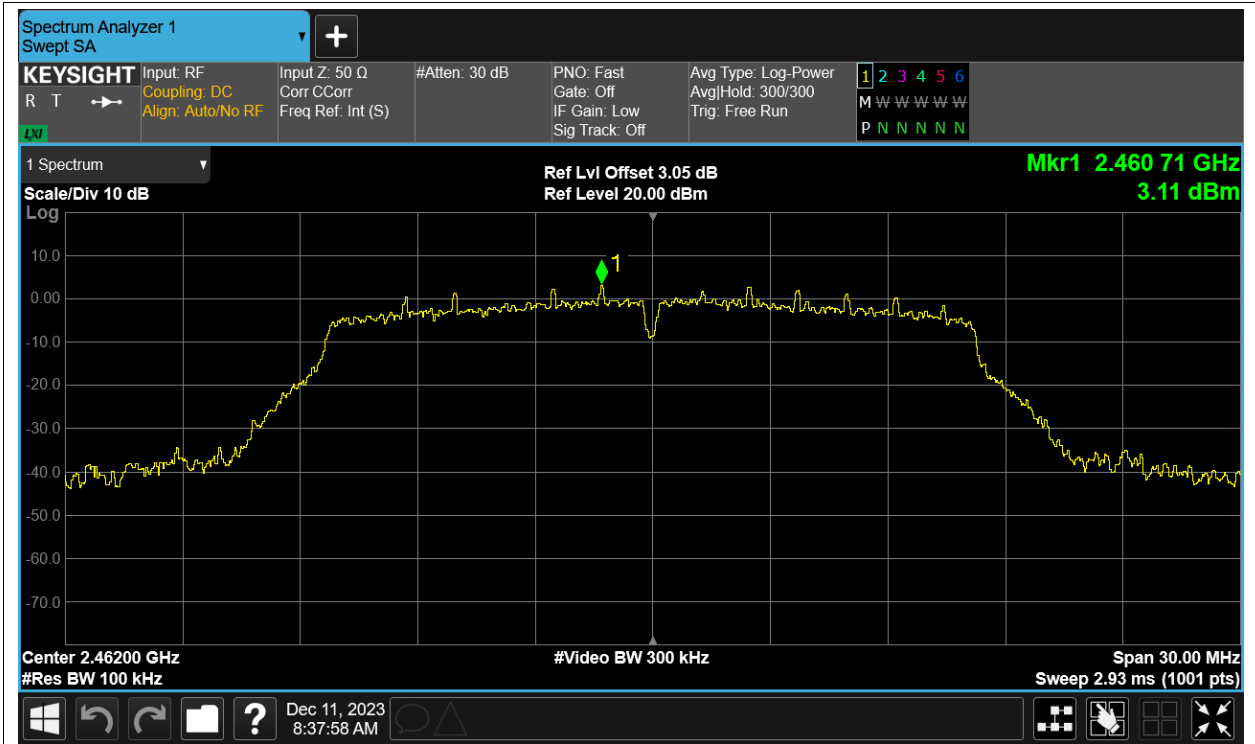 Spectrum Analyzer 1
Swept SA
KEYSIGHT
R T
LXI
Input: RF
Coupling: DC
Align: Auto/No RF
Input Z: 50 Ω
Corr CCorr
Freq Ref: Int (S)
#Atten: 30 dB
PNO: Fast
Gate: Off
IF Gain: Low
Sig Track: Off
Avg Type: Log-Power
Avg|Hold: 300/300
Trig: Free Run
1 2 3 4 5 6
M W W W W W
P N N N N N
1 Spectrum
Scale/Div 10 dB
Log
Ref Lvl Offset 3.05 dB
Ref Level 20.00 dBm
Mkr1 2.460 71 GHz
3.11 dBm
1
10.0
0.00
-10.0
-20.0
-30.0
-40.0
-50.0
-60.0
-70.0
Center 2.46200 GHz
#Res BW 100 kHz
#Video BW 300 kHz
Span 30.00 MHz
Sweep 2.93 ms (1001 pts)
?
Dec 11, 2023
8:37:58 AM